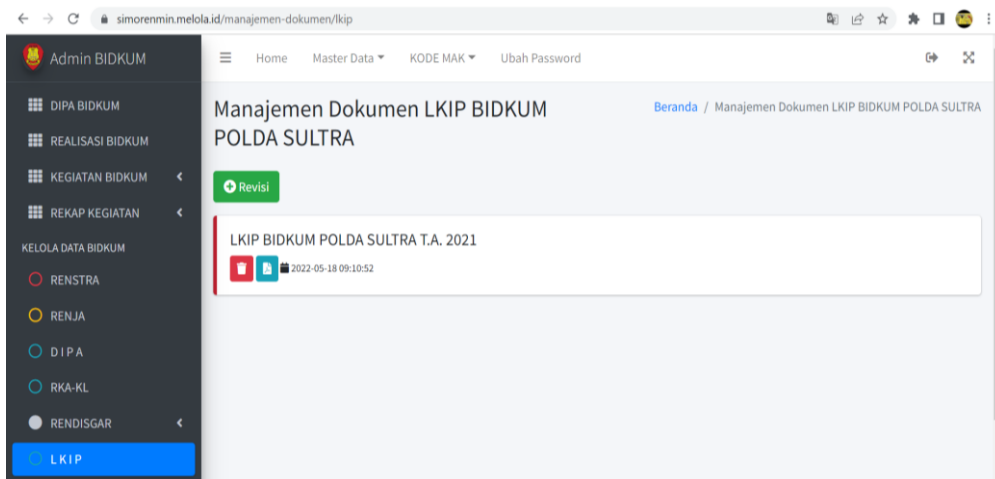 simorenmin.melola.id/manajemen-dokumen/lkip
Admin BIDKUM
Home Master Data KODE MAK Ubah Password
DIPA BIDKUM
REALISASI BIDKUM
KEGIATAN BIDKUM
REKAP KEGIATAN
KELOLA DATA BIDKUM
RENSTRA
RENJA
D I P A
RKA-KL
RENDISGAR
L K I P
Manajemen Dokumen LKIP BIDKUM
POLDA SULTRA
Beranda / Manajemen Dokumen LKIP BIDKUM POLDA SULTRA
Revisi
LKIP BIDKUM POLDA SULTRA T.A. 2021
2022-05-18 09:10:52